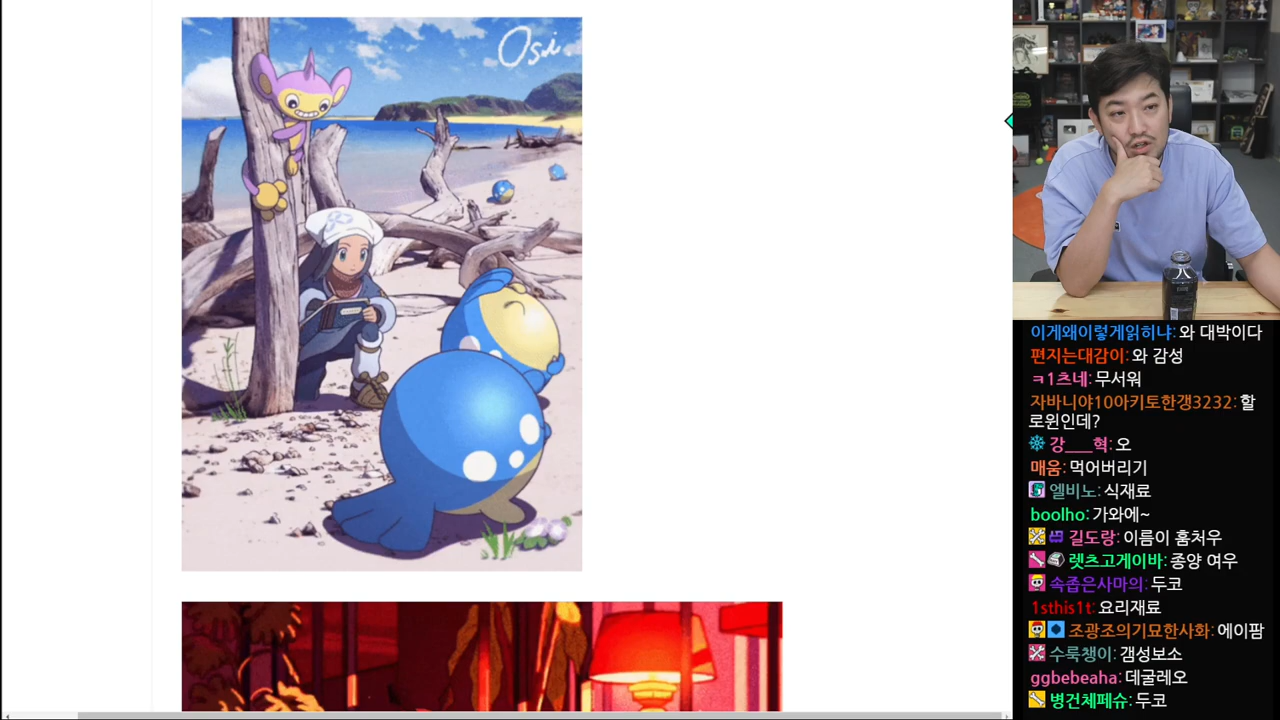 Osi.
이게왜이렇게읽히냐: 와 대박이다
편지는대감이: 와 감성
ㅋ1츠네: 무서워
자바니야10아키토한갱3232: 할
로윈인데?
강___혁: 오
매움: 먹어버리기
엘비노: 식재료
boolho: 가와에~
길도랑: 이름이 훔처우
렛츠고게이바: 종양 여우
속좁은사마의: 두코
1sthis1t: 요리재료
조광조의기묘한사화: 에이팜
수룩챙이: 갬성보소
ggbebeaha: 데굴레오
병건체페슈: 두코